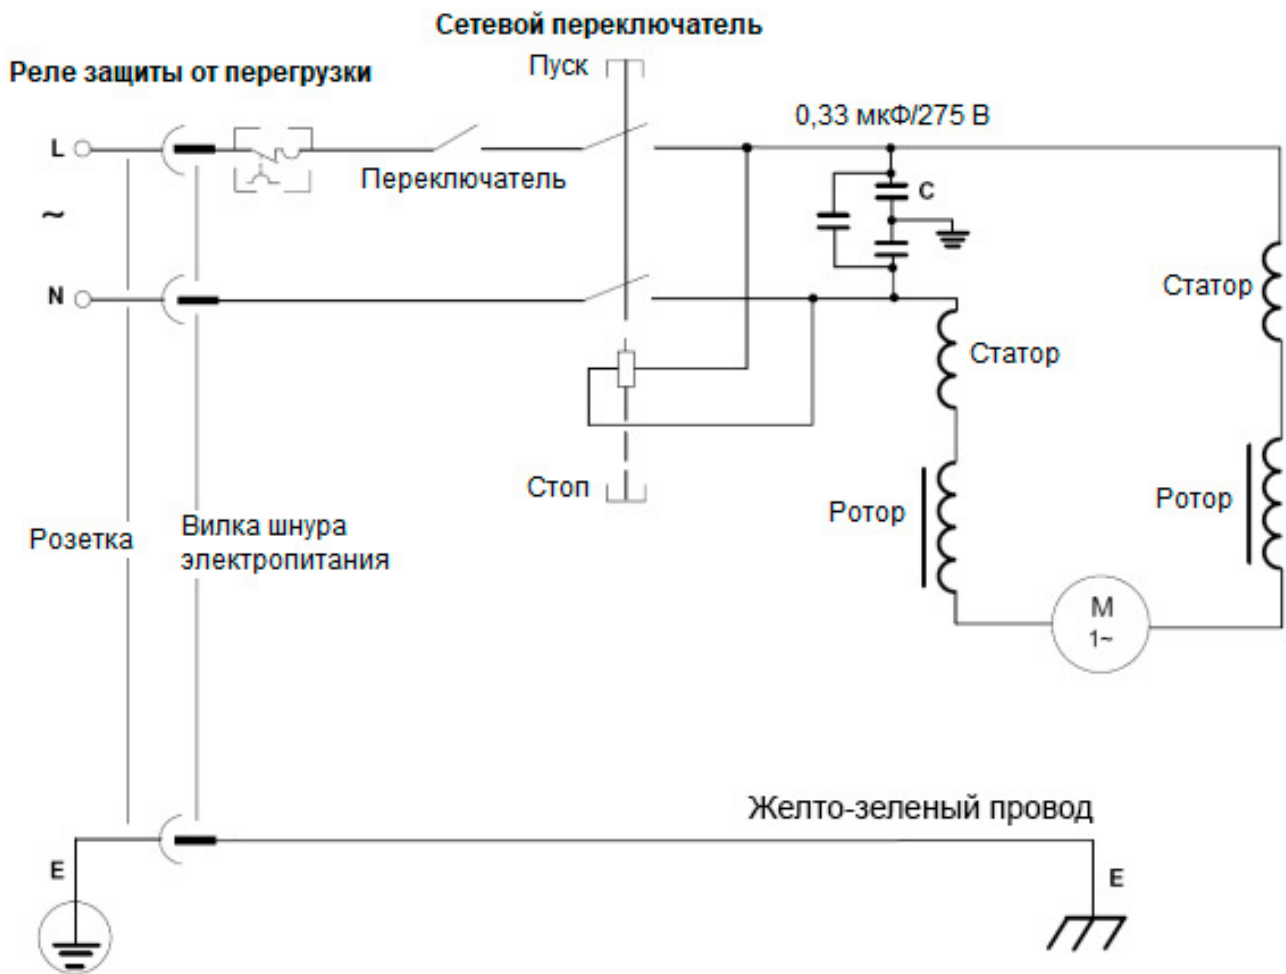 Сетевой переключатель
Пуск
Реле защиты от перегрузки
0,33 мкФ/275 В
L
Переключатель
C
~
N
Статор
Статор
Стоп
Ротор
Ротор
Розетка
Вилка шнура
электропитания
M
1~
Желто-зеленый провод
E
E